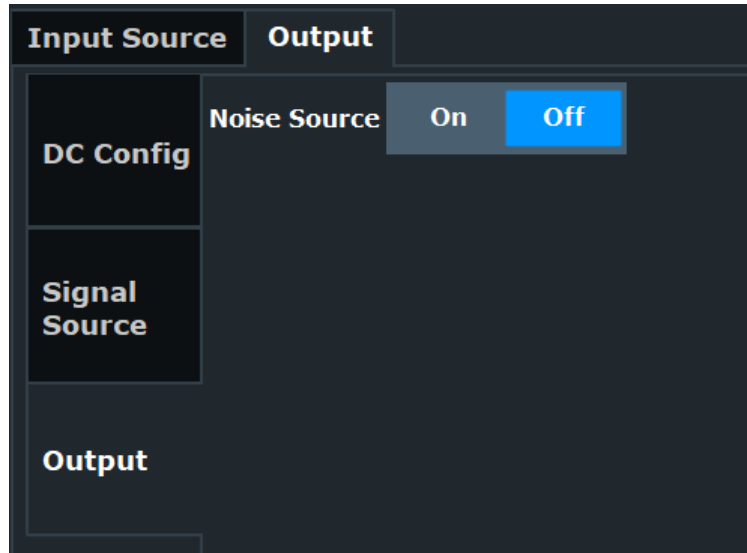 Input Source Output
Noise Source On Off
DC Config
Signal
Source
Output